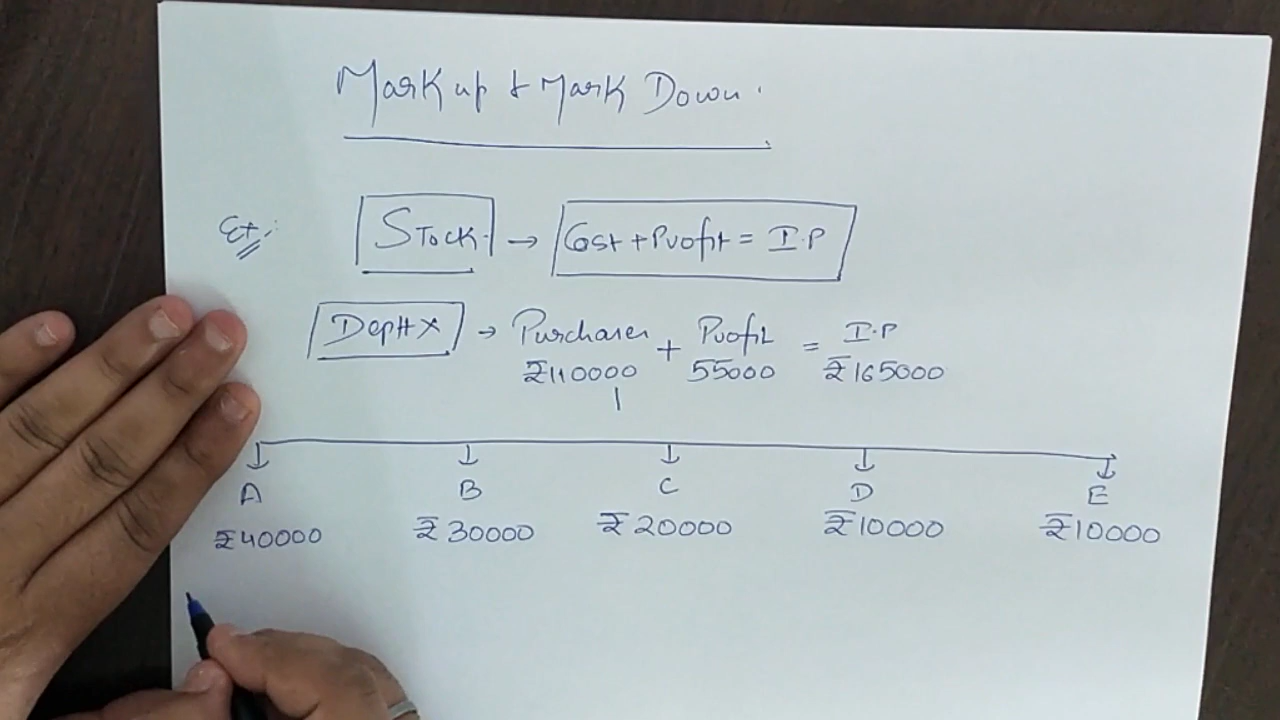 Mark up & Mark Down.
Ex:
STOCK. → Cost + Profit = I.P
Dept X → Purchases + Profit = I.P
₹110000 55000 ₹165000
A B C D E
₹40000 ₹30000 ₹20000 ₹10000 ₹10000